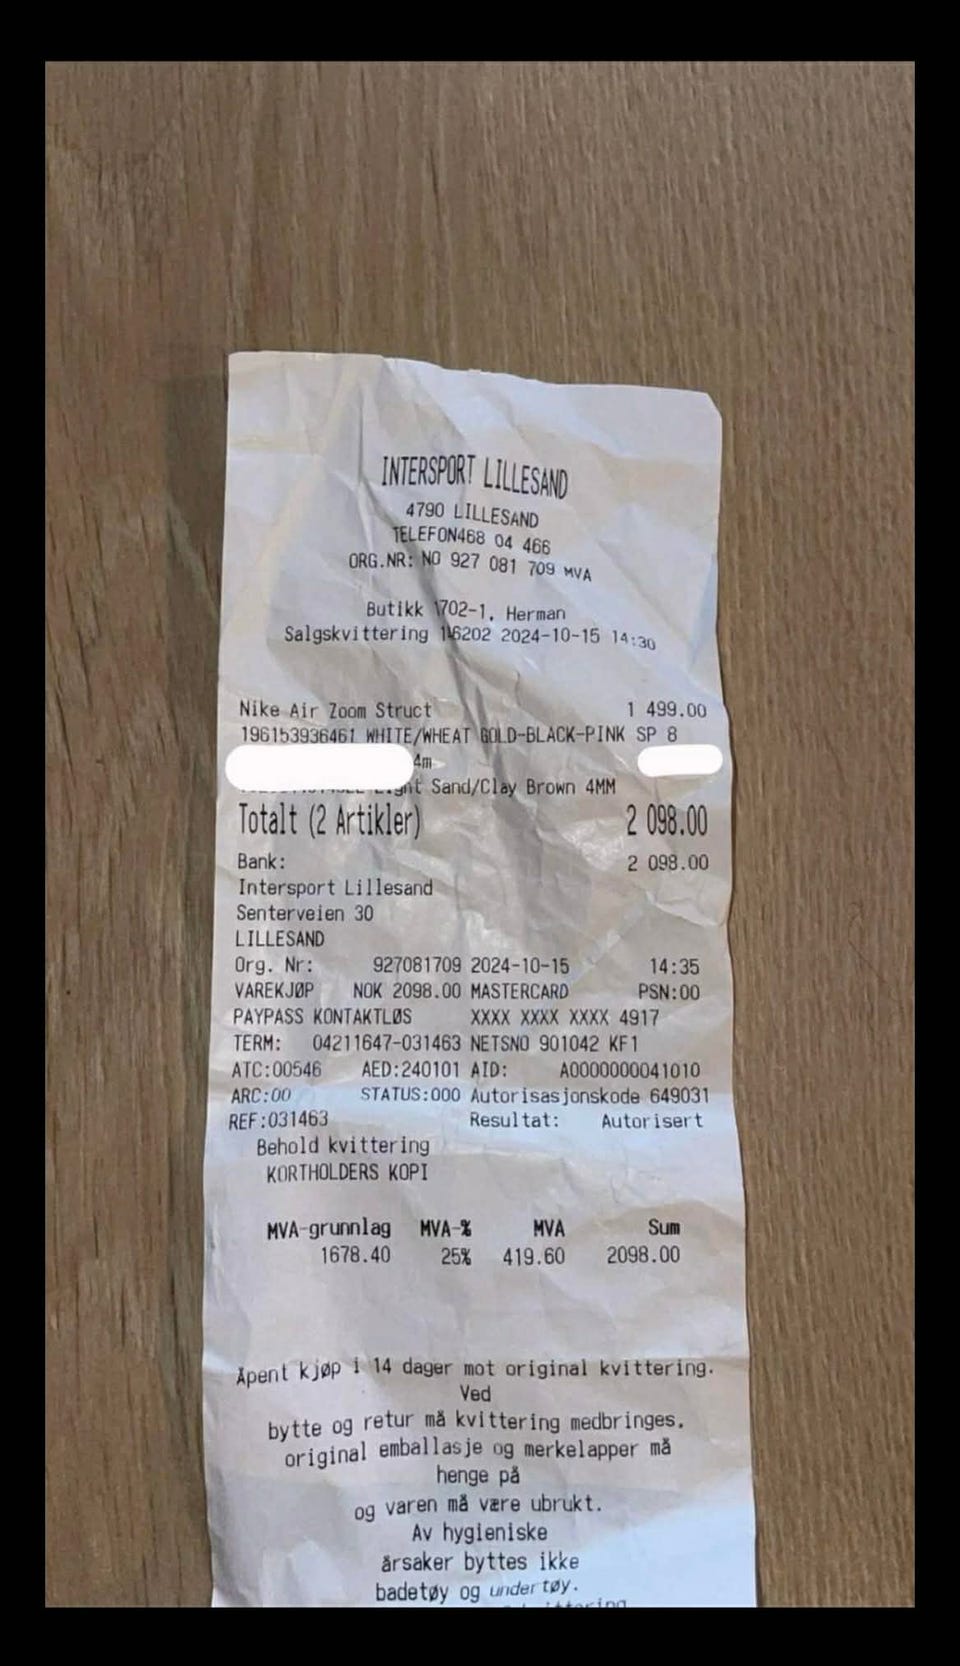 INTERSPORT LILLESAND
4790 LILLESAND
TELEFON468 04 466
ORG.NR: NO 927 081 709 MVA
Butikk 1702-1, Herman
Salgskvittering 16202 2024-10-15 14:30
Nike Air Zoom Struct 1 499.00
196153936461 WHITE/WHEAT GOLD-BLACK-PINK SP 8
4m
Light Sand/Clay Brown 4MM
Totalt (2 Artikler) 2 098.00
Bank: 2 098.00
Intersport Lillesand
Senterveien 30
LILLESAND
Org. Nr: 927081709 2024-10-15 14:35
VAREKJØP NOK 2098.00 MASTERCARD PSN:00
PAYPASS KONTAKTLØS XXXX XXXX XXXX 4917
TERM: 04211647-031463 NETSNO 901042 KF1
ATC:00546 AED:240101 AID: A0000000041010
ARC:00 STATUS:000 Autorisasjonskode 649031
REF:031463 Resultat: Autorisert
Behold kvittering
KORTHOLDERS KOPI
MVA-grunnlag MVA-% MVA Sum
1678.40 25% 419.60 2098.00
Åpent kjøp i 14 dager mot original kvittering.
Ved
bytte og retur må kvittering medbringes,
original emballasje og merkelapper må
henge på
og varen må være ubrukt.
Av hygieniske
årsaker byttes ikke
badetøy og undertøy.